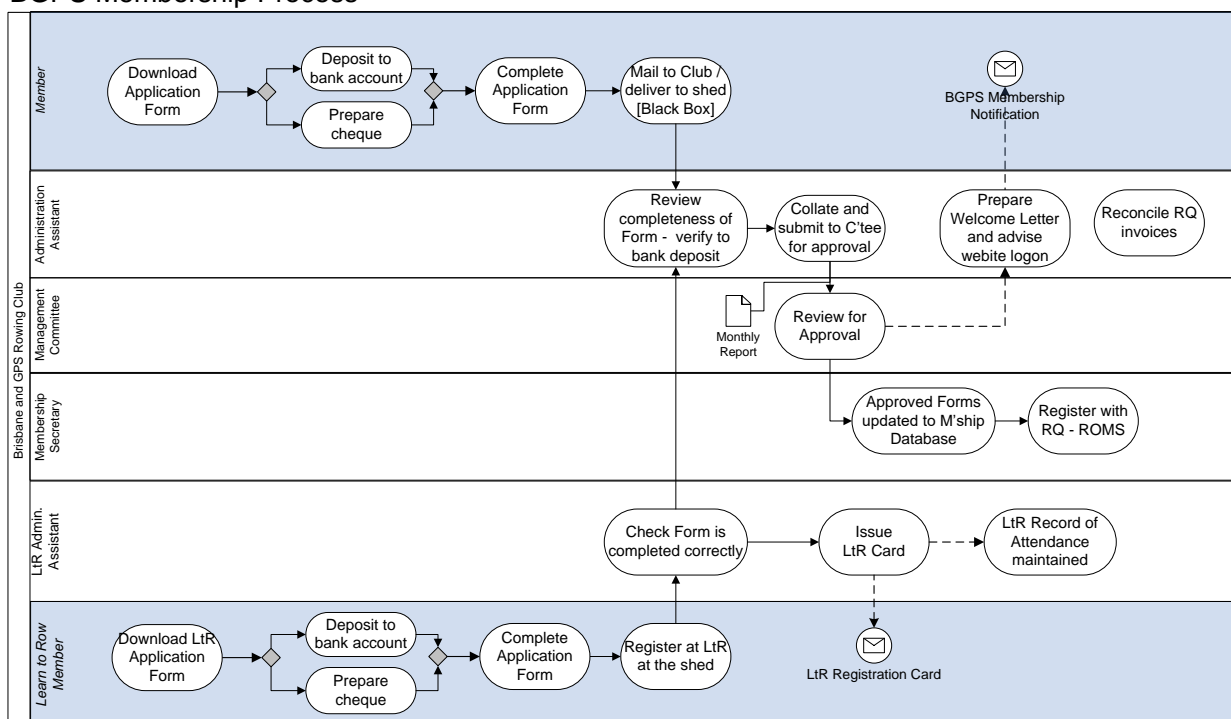 BGPS Membership Process
Brisbane and GPS Rowing Club
Member
Download
Application
Form
Deposit to
bank account
Prepare
cheque
Complete
Application
Form
Mail to Club /
deliver to shed
[Black Box]
BGPS Membership
Notification
Administration
Assistant
Review
completeness of
Form - verify to
bank deposit
Collate and
submit to C'tee
for approval
Prepare
Welcome Letter
and advise
webite logon
Reconcile RQ
invoices
Management
Committee
Monthly
Report
Review for
Approval
Membership
Secretary
Approved Forms
updated to M'ship
Database
Register with
RQ - ROMS
LtR Admin.
Assistant
Check Form is
completed correctly
Issue
LtR Card
LtR Record of
Attendance
maintained
Learn to Row
Member
Download LtR
Application
Form
Deposit to
bank account
Prepare
cheque
Complete
Application
Form
Register at LtR
at the shed
LtR Registration Card